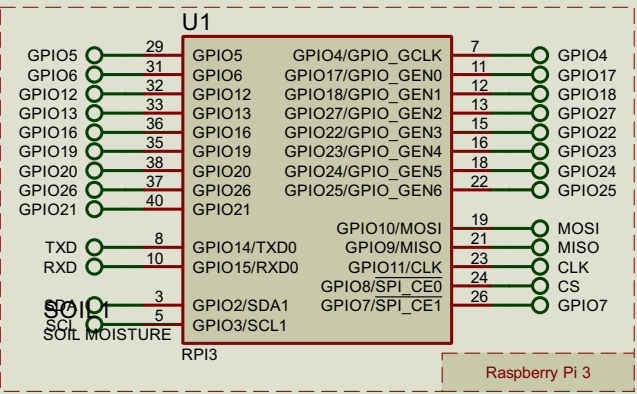 U1
GPIO5 29 GPIO5 GPIO4/GPIO_GCLK 7 GPIO4
GPIO6 31 GPIO6 GPIO17/GPIO_GEN0 11 GPIO17
GPIO12 32 GPIO12 GPIO18/GPIO_GEN1 12 GPIO18
GPIO13 33 GPIO13 GPIO27/GPIO_GEN2 13 GPIO27
GPIO16 36 GPIO16 GPIO22/GPIO_GEN3 15 GPIO22
GPIO19 35 GPIO19 GPIO23/GPIO_GEN4 16 GPIO23
GPIO20 38 GPIO20 GPIO24/GPIO_GEN5 18 GPIO24
GPIO26 37 GPIO26 GPIO25/GPIO_GEN6 22 GPIO25
GPIO21 40 GPIO21
GPIO10/MOSI 19 MOSI
TXD 8 GPIO14/TXD0 GPIO9/MISO 21 MISO
RXD 10 GPIO15/RXD0 GPIO11/CLK 23 CLK
GPIO8/SPI_CE0 24 CS
SDA 3 GPIO2/SDA1 GPIO7/SPI_CE1 26 GPIO7
SOIL1
SCL 5 GPIO3/SCL1
SOIL MOISTURE
RPI3
Raspberry Pi 3